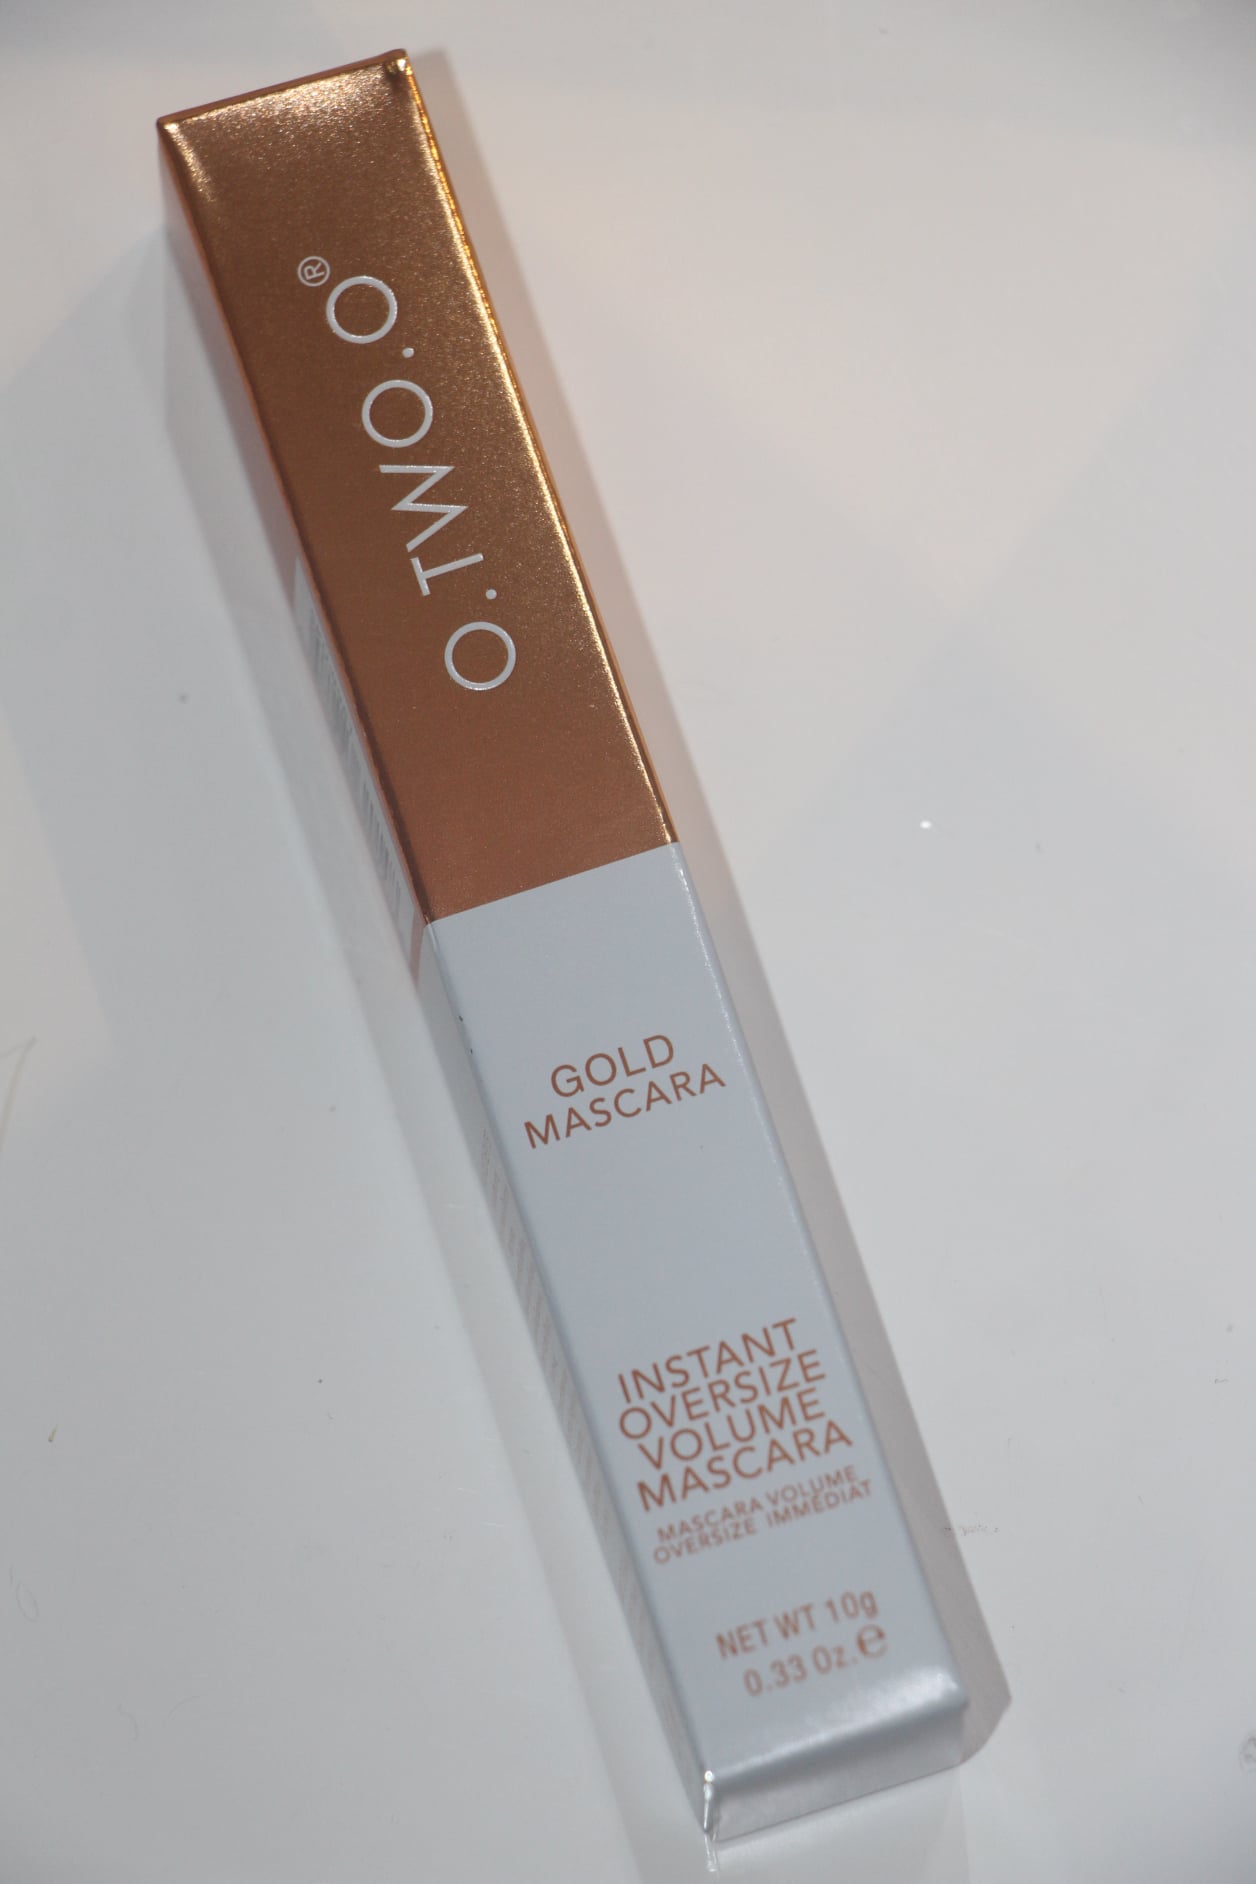 O.TWO.O®
GOLD
MASCARA
INSTANT
OVERSIZE
VOLUME
MASCARA
MASCARA VOLUME
OVERSIZE IMMÉDIAT
NET WT 10g
0.33 Oz.℮